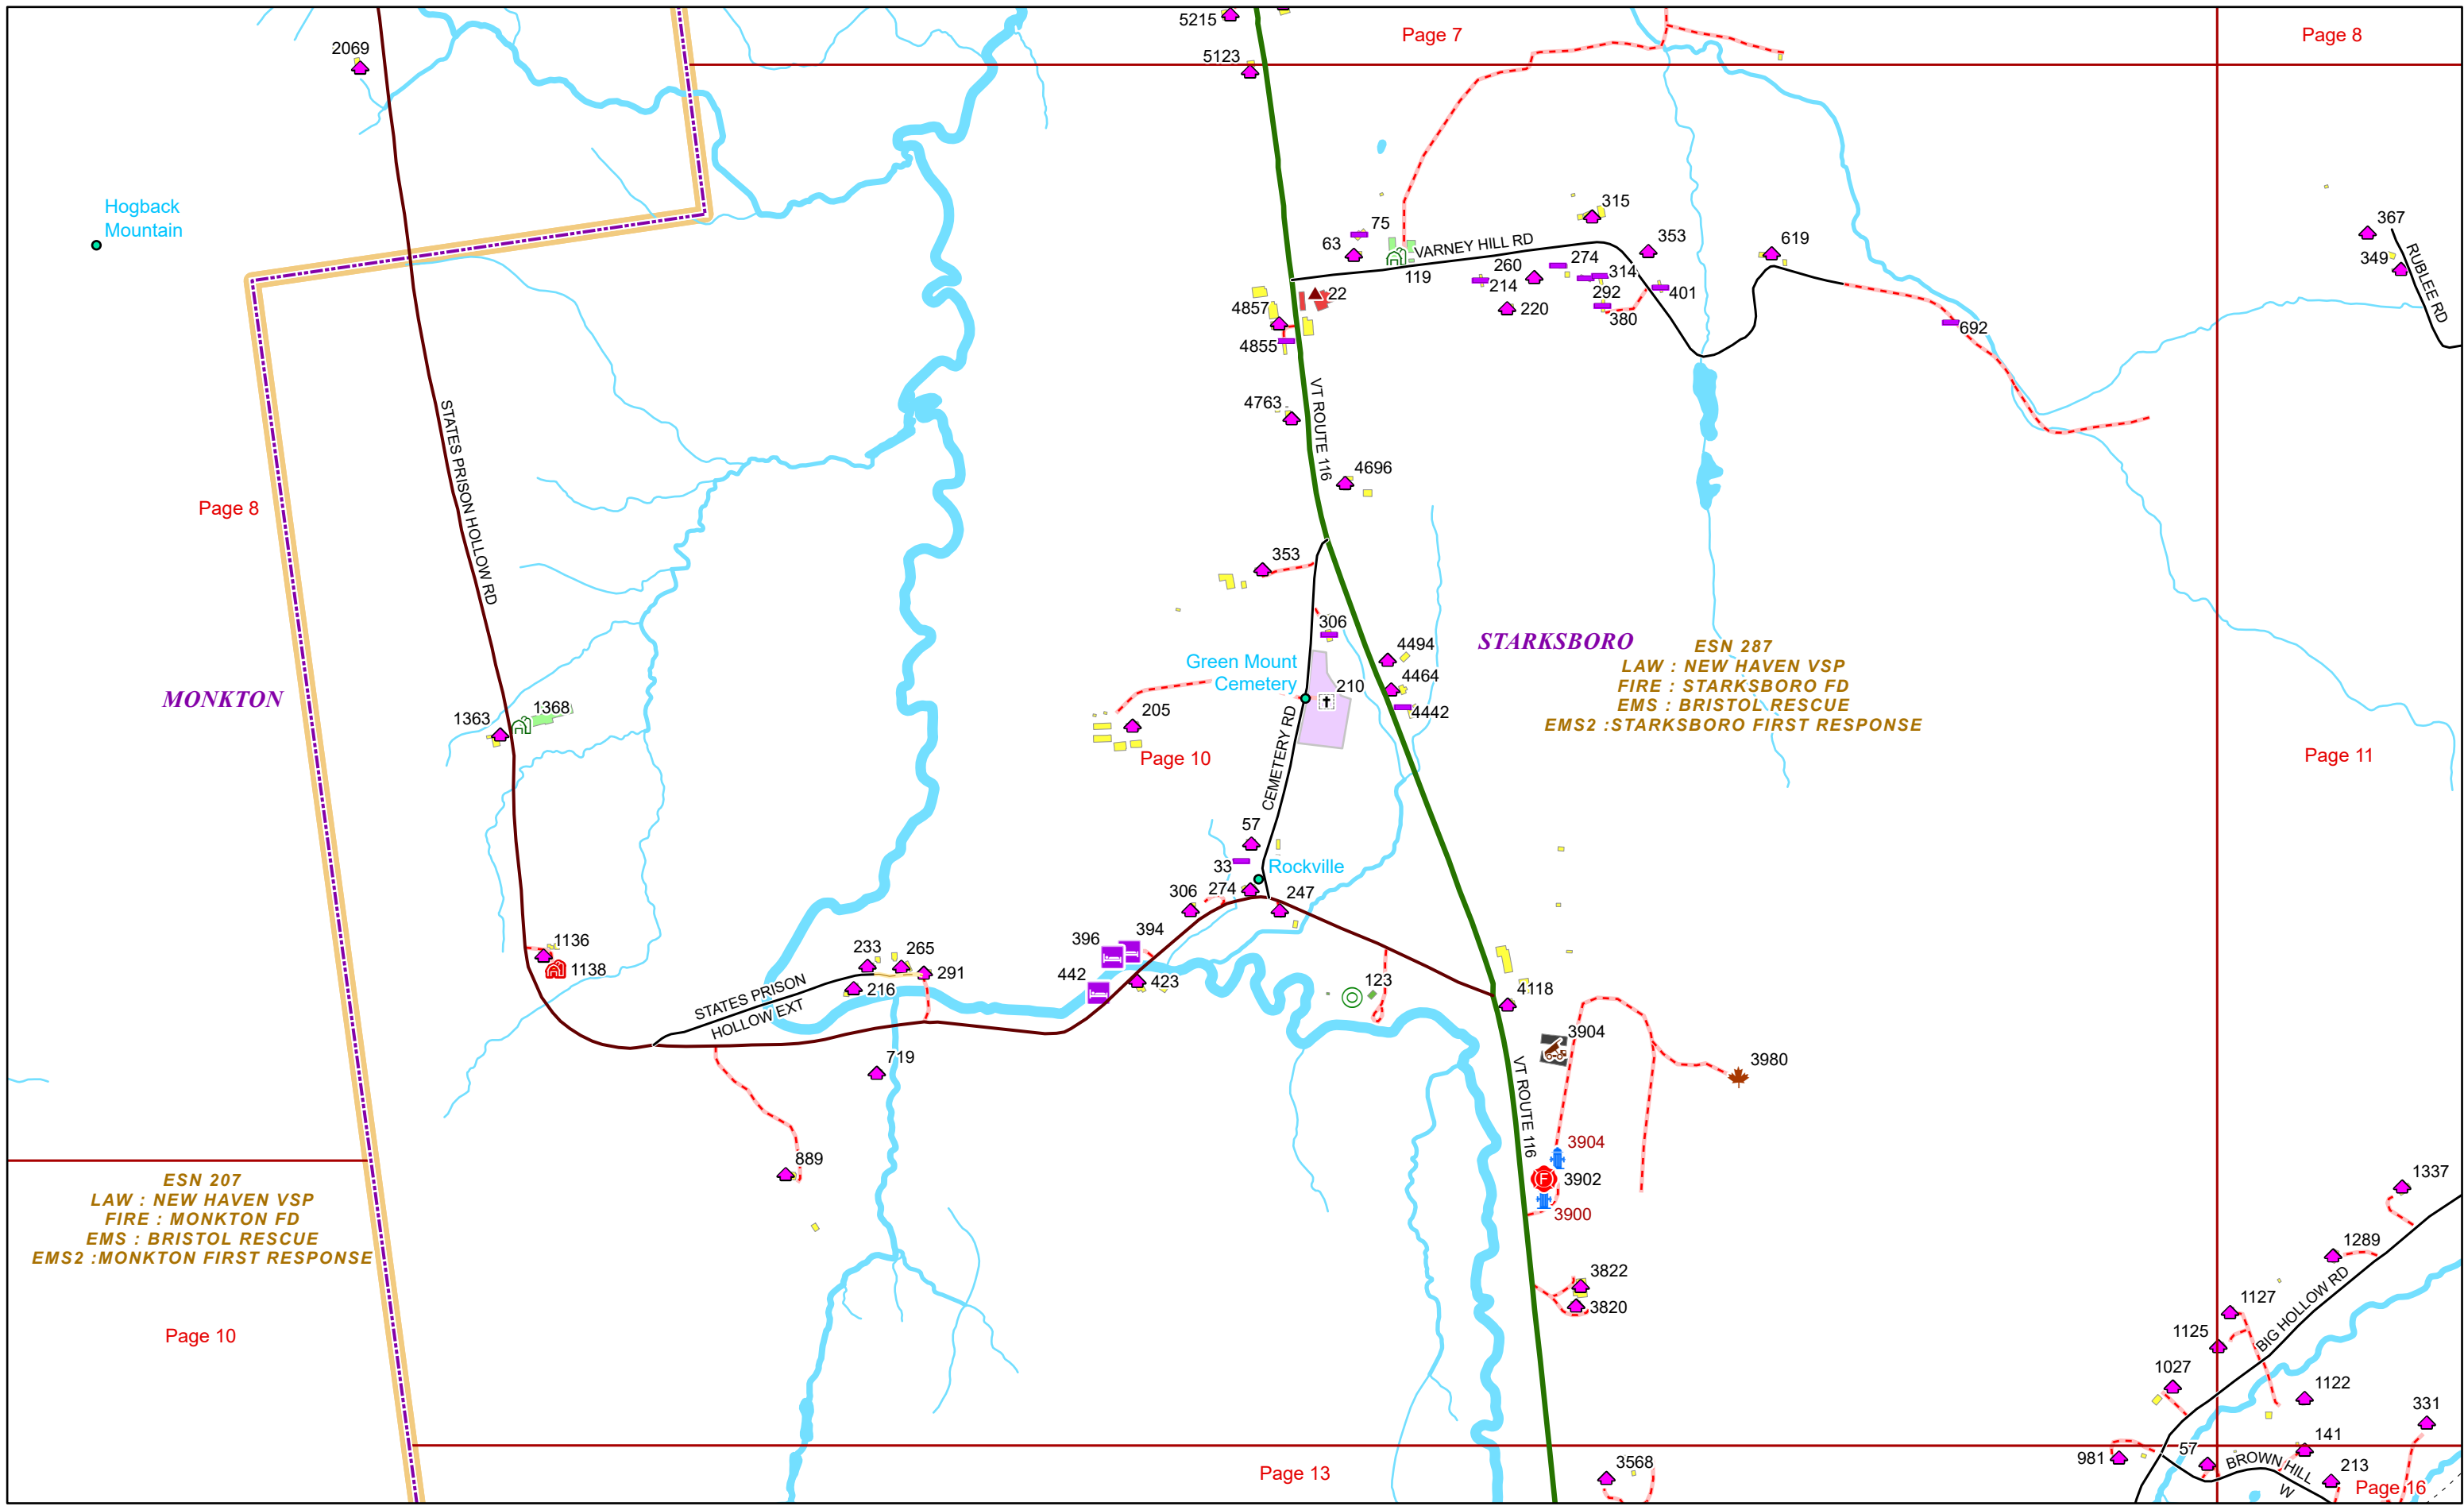 5215
Page 7
Page 8
2069
5123
Hogback
Mountain
315
75
367
63
VARNEY HILL RD
353
619
RUBLEE RD
349
119
260
274
314
22
214
292
401
4857
220
380
692
4855
4763
VT ROUTE 116
STATES PRISON HOLLOW RD
4696
Page 8
353
306
STARKSBORO
ESN 287
LAW : NEW HAVEN VSP
FIRE : STARKSBORO FD
EMS : BRISTOL RESCUE
EMS2 :STARKSBORO FIRST RESPONSE
4494
Green Mount
Cemetery
4464
210
MONKTON
1368
1363
205
4442
CEMETERY RD
Page 10
Page 11
57
33
Rockville
306
274
247
1136
1138
233
265
291
396
394
442
423
123
216
STATES PRISON
HOLLOW EXT
4118
3904
719
3980
VT ROUTE 116
889
3904
3902
3900
ESN 207
LAW : NEW HAVEN VSP
FIRE : MONKTON FD
EMS : BRISTOL RESCUE
EMS2 :MONKTON FIRST RESPONSE
1337
1289
3822
3820
BIG HOLLOW RD
1127
1125
Page 10
1027
1122
331
141
57
981
BROWN HILL
W
213
3568
Page 13
Page 16